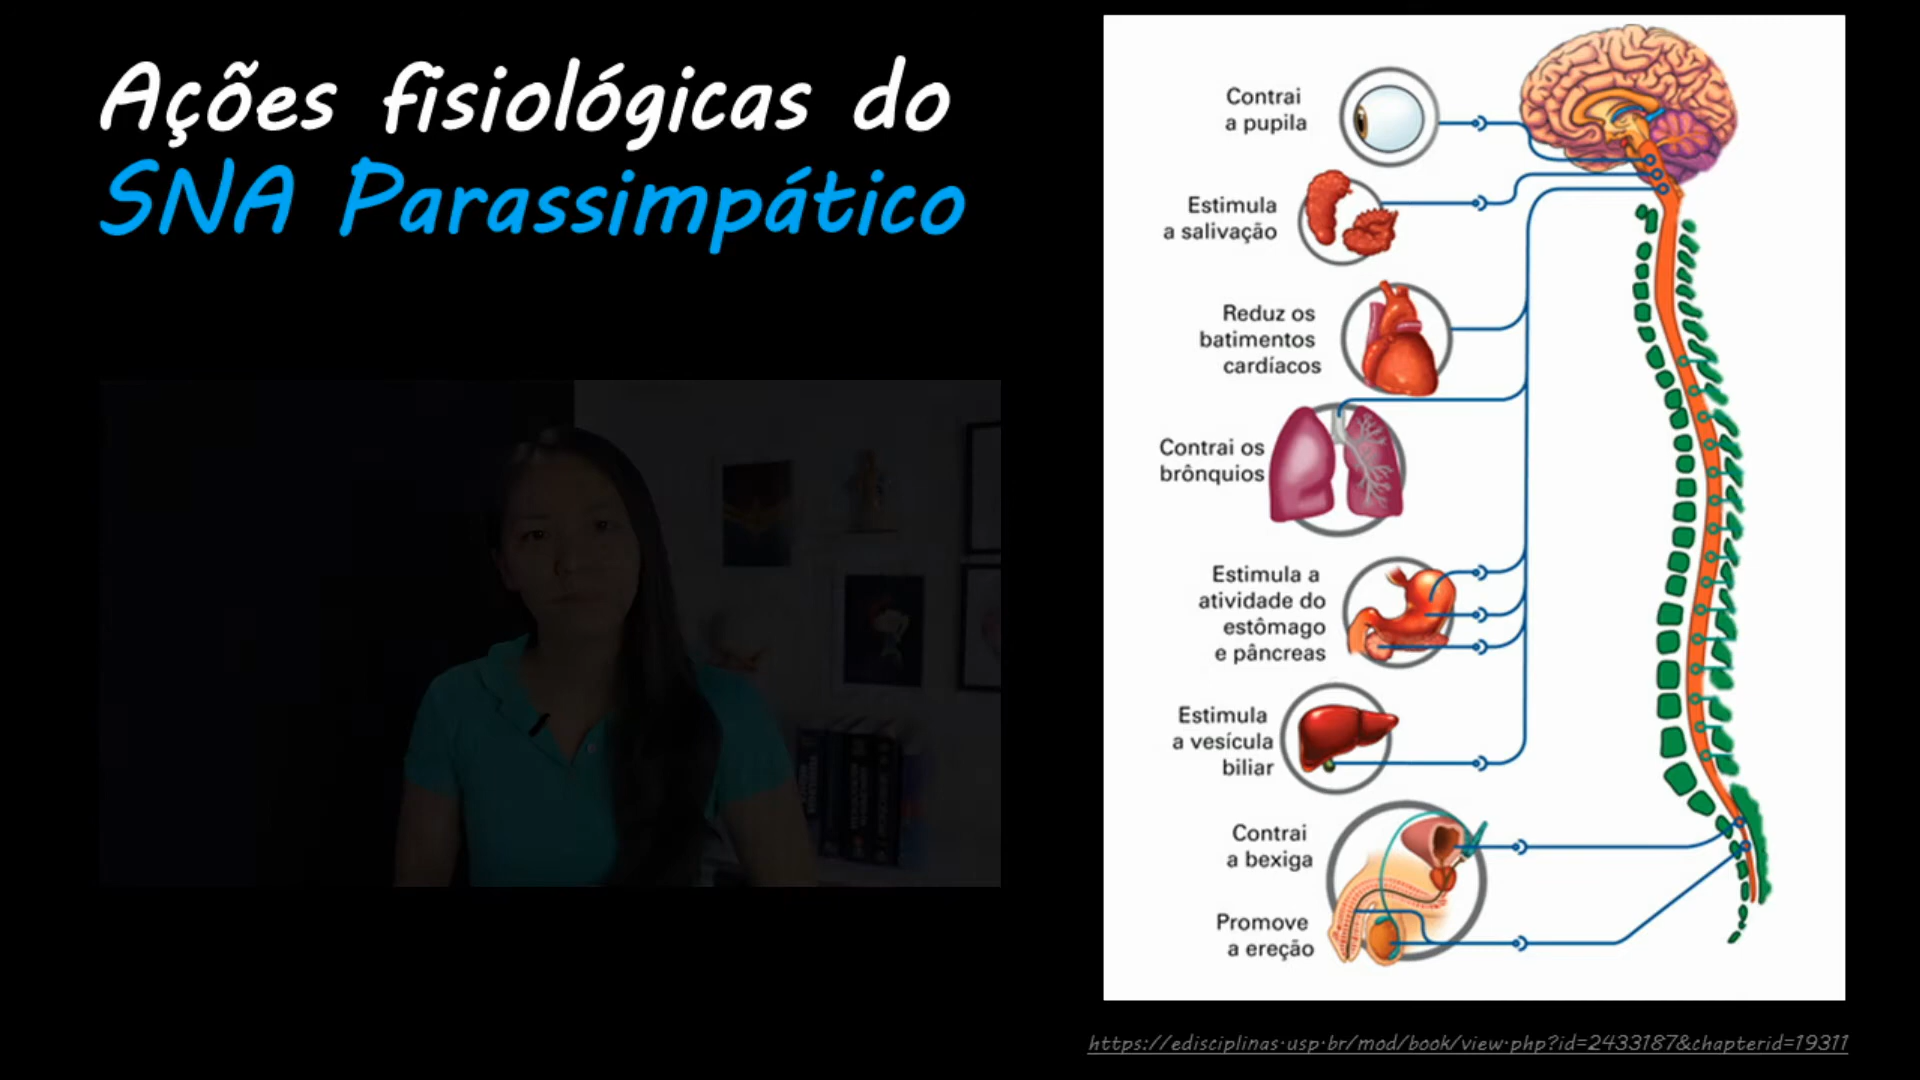 Ações fisiológicas do
SNA Parassimpático
Contrai
a pupila
Estimula
a salivação
Reduz os
batimentos
cardíacos
Contrai os
brônquios
Estimula a
atividade do
estômago
e pâncreas
Estimula
a vesícula
biliar
Contrai
a bexiga
Promove
a ereção
https://edisciplinas.usp.br/mod/book/view.php?id=2433187&chapterid=19311